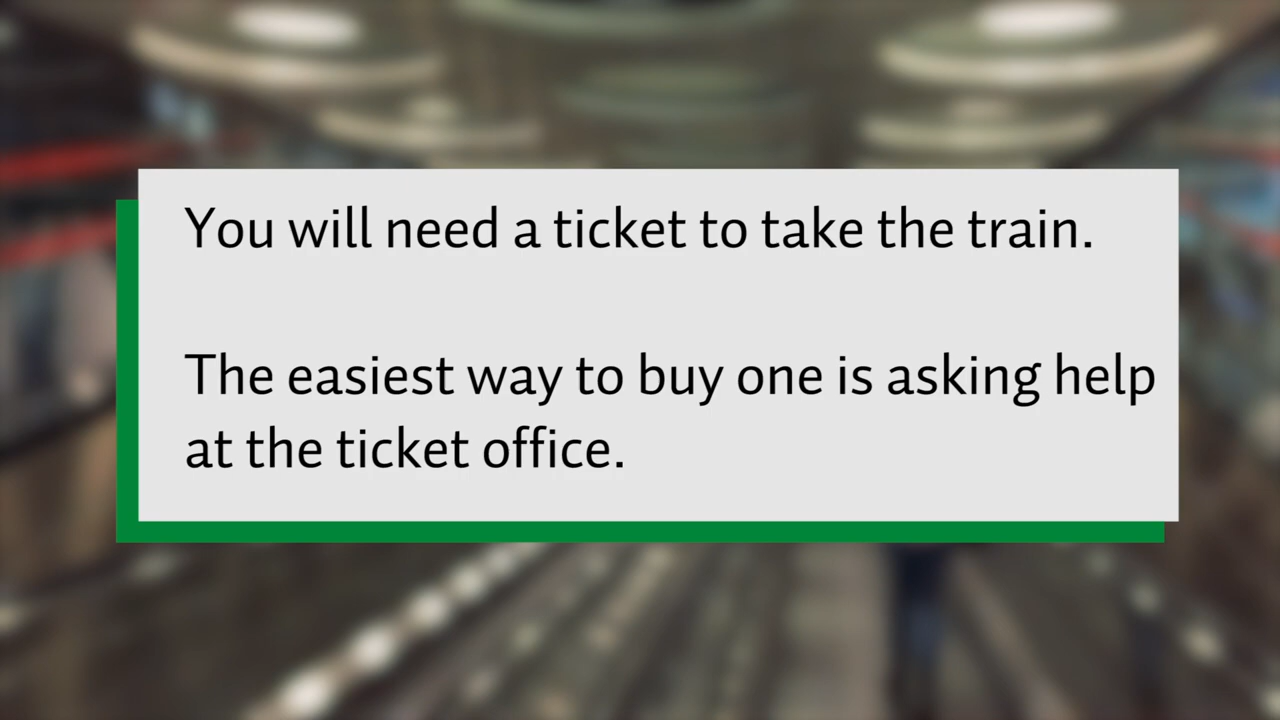 You will need a ticket to take the train.
The easiest way to buy one is asking help
at the ticket office.